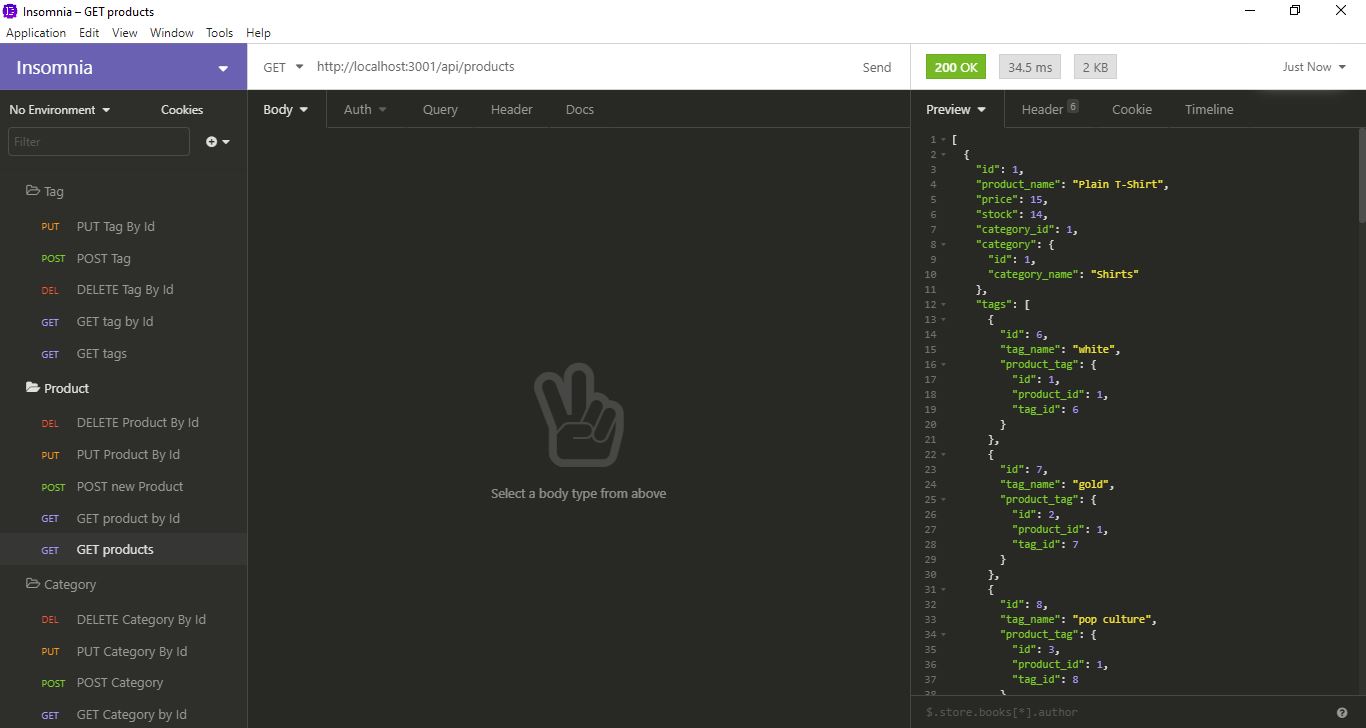 Insomnia – GET products
Application Edit View Window Tools Help
Insomnia
GET http://localhost:3001/api/products Send
200 OK 34.5 ms 2 KB Just Now
No Environment Cookies
Filter
Tag
PUT PUT Tag By Id
POST POST Tag
DEL DELETE Tag By Id
GET GET tag by Id
GET GET tags
Product
DEL DELETE Product By Id
PUT PUT Product By Id
POST POST new Product
GET GET product by Id
GET GET products
Category
DEL DELETE Category By Id
PUT PUT Category By Id
POST POST Category
GET GET Category by Id
Body Auth Query Header Docs
Select a body type from above
Preview Header 6 Cookie Timeline
1 [
2 {
3 "id": 1,
4 "product_name": "Plain T-Shirt",
5 "price": 15,
6 "stock": 14,
7 "category_id": 1,
8 "category": {
9 "id": 1,
10 "category_name": "Shirts"
11 },
12 "tags": [
13 {
14 "id": 6,
15 "tag_name": "white",
16 "product_tag": {
17 "id": 1,
18 "product_id": 1,
19 "tag_id": 6
20 }
21 },
22 {
23 "id": 7,
24 "tag_name": "gold",
25 "product_tag": {
26 "id": 2,
27 "product_id": 1,
28 "tag_id": 7
29 }
30 },
31 {
32 "id": 8,
33 "tag_name": "pop culture",
34 "product_tag": {
35 "id": 3,
36 "product_id": 1,
37 "tag_id": 8
38 }
$.store.books[*].author